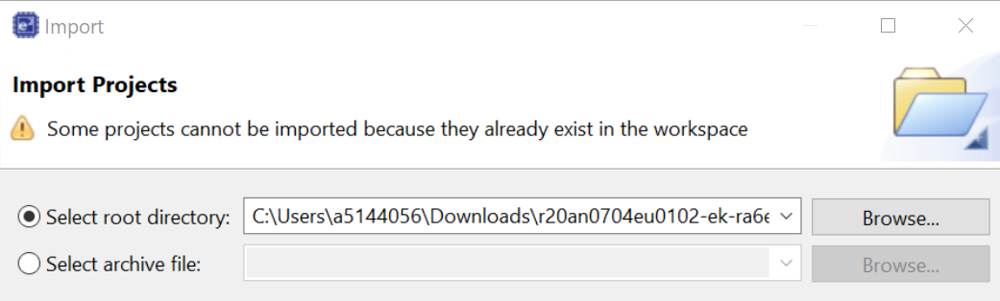 Import
Import Projects
Some projects cannot be imported because they already exist in the workspace
Select root directory: C:\Users\a5144056\Downloads\r20an0704eu0102-ek-ra6e Browse...
Select archive file: Browse...